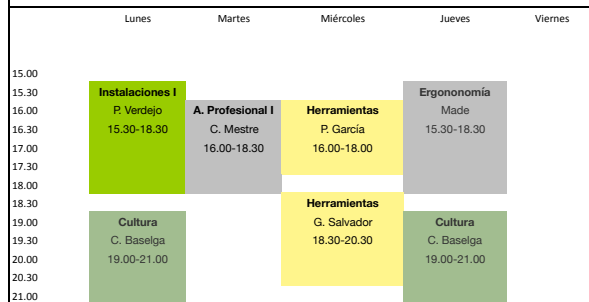 Lunes Martes Miércoles Jueves Viernes
15.00
15.30
Instalaciones I Ergononomía
16.00
P. Verdejo A. Profesional I Herramientas Made
16.30
15.30-18.30 C. Mestre P. García 15.30-18.30
17.00
16.00-18.30 16.00-18.00
17.30
18.00
18.30
Herramientas
19.00
Cultura G. Salvador Cultura
19.30
C. Baselga 18.30-20.30 C. Baselga
20.00
19.00-21.00 19.00-21.00
20.30
21.00